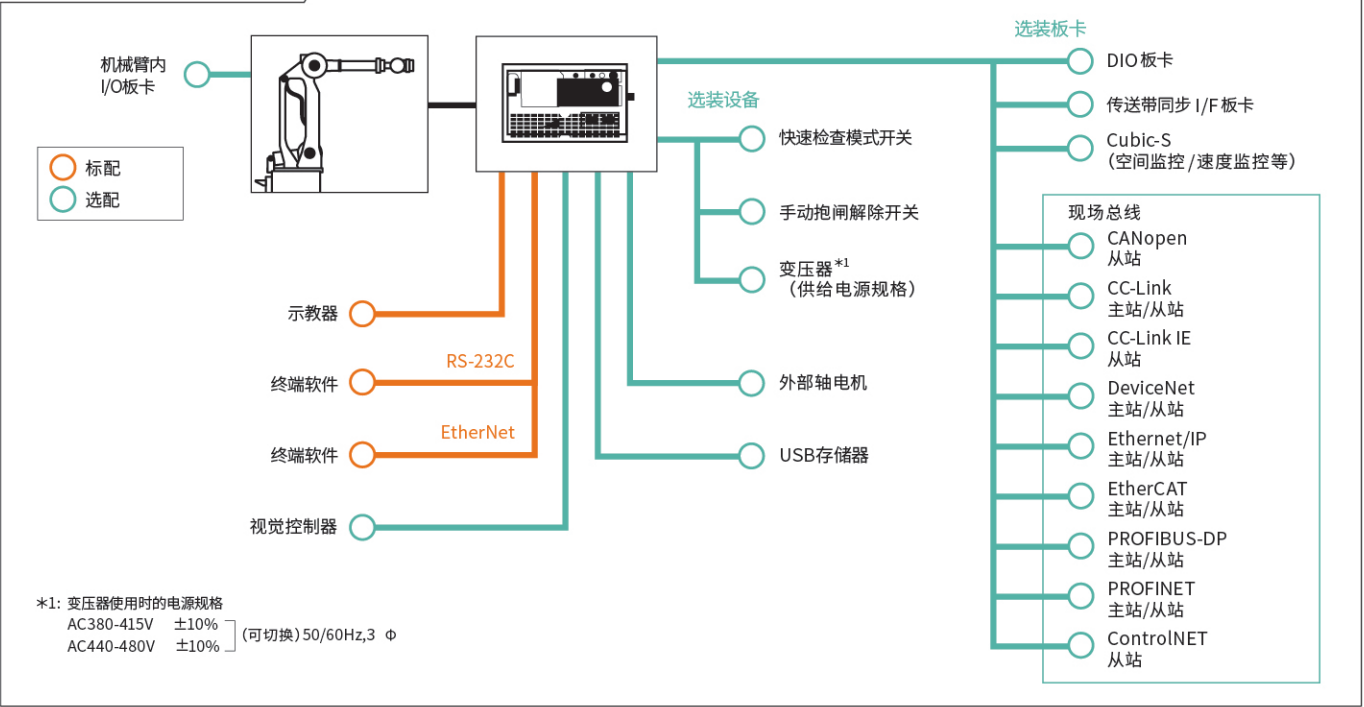 机械臂内
I/O板卡
标配
选配
示教器
RS-232C
终端软件
EtherNet
终端软件
视觉控制器
选装设备
快速检查模式开关
手动抱闸解除开关
变压器*1
（供给电源规格）
外部轴电机
USB存储器
选装板卡
DIO板卡
传送带同步 I/F 板卡
Cubic-S
（空间监控/速度监控等）
现场总线
CANopen
从站
CC-Link
主站/从站
CC-Link IE
从站
DeviceNet
主站/从站
Ethernet/IP
主站/从站
EtherCAT
主站/从站
PROFIBUS-DP
主站/从站
PROFINET
主站/从站
ControlNET
从站
*1: 变压器使用时的电源规格
AC380-415V ±10%
AC440-480V ±10%
(可切换) 50/60Hz,3 Φ